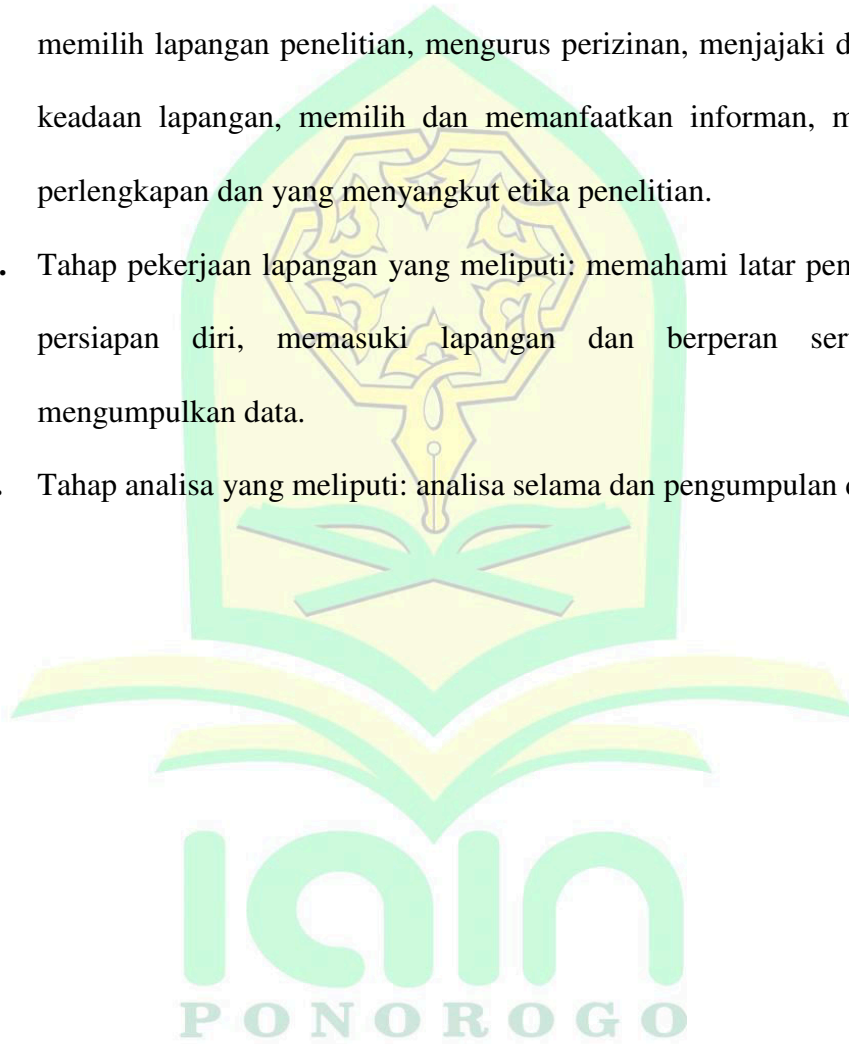 memilih lapangan penelitian, mengurus perizinan, menjajaki d
keadaan lapangan, memilih dan memanfaatkan informan, m
perlengkapan dan yang menyangkut etika penelitian.
. Tahap pekerjaan lapangan yang meliputi: memahami latar pen
persiapan diri, memasuki lapangan dan berperan ser
mengumpulkan data.
. Tahap analisa yang meliputi: analisa selama dan pengumpulan
iain
PONOROGO